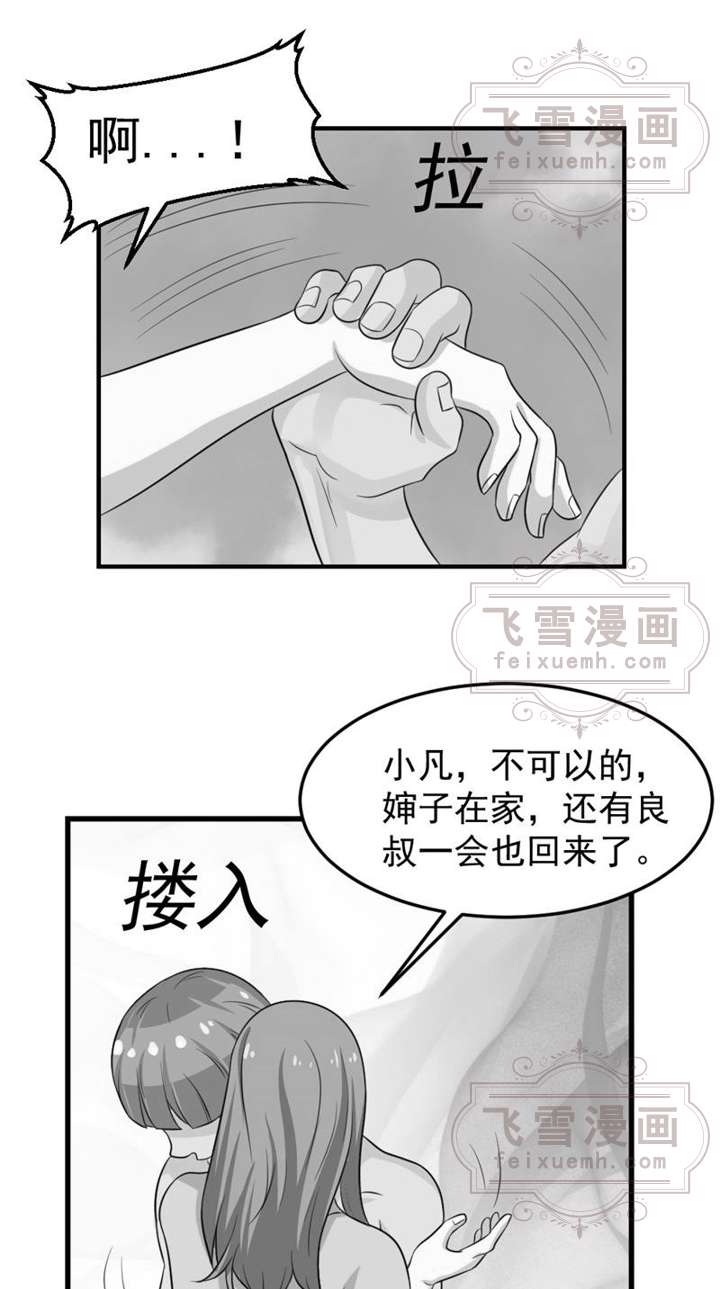 啊...！
拉
飞雪漫画
feixuemh.com
飞雪漫画
feixuemh.com
小凡，不可以的，
婶子在家，还有良
叔一会也回来了。
搂入
飞雪漫画
feixuemh.com